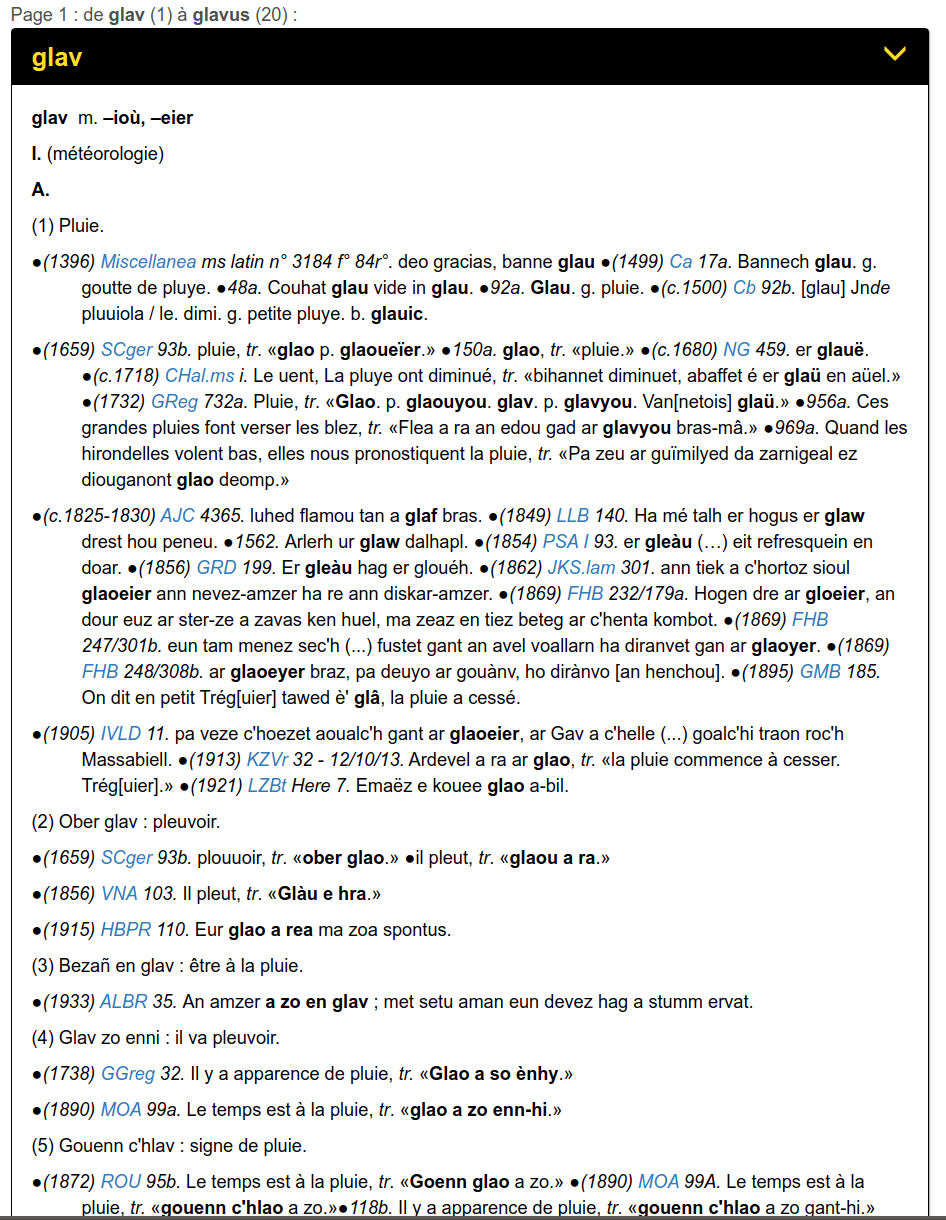 Page 1 : de glav (1) à glavus (20) :
glav
glav m. –ioù, –eier
I. (météorologie)
A.
(1) Pluie.
●(1396) Miscellanea ms latin n° 3184 f° 84r°. deo gracias, banne glau ●(1499) Ca 17a. Bannech glau. g.
goutte de pluye. ●48a. Couhat glau vide in glau. ●92a. Glau. g. pluie. ●(c.1500) Cb 92b. [glau] Jnde
pluuiola / le. dimi. g. petite pluye. b. glauic.
●(1659) SCger 93b. pluie, tr. «glao p. glaoueïer.» ●150a. glao, tr. «pluie.» ●(c.1680) NG 459. er glauë.
●(c.1718) CHal.ms i. Le uent, La pluye ont diminué, tr. «bihannet diminuet, abaffet é er glaü en aüel.»
●(1732) GReg 732a. Pluie, tr. «Glao. p. glaouyou. glav. p. glavyou. Van[netois] glaü.» ●956a. Ces
grandes pluies font verser les blez, tr. «Flea a ra an edou gad ar glavyou bras-mâ.» ●969a. Quand les
hirondelles volent bas, elles nous pronostiquent la pluie, tr. «Pa zeu ar guïmilyed da zarnigeal ez
diouganont glao deomp.»
●(c.1825-1830) AJC 4365. luhed flamou tan a glaf bras. ●(1849) LLB 140. Ha mé talh er hogus er glaw
drest hou peneu. ●1562. Arlerh ur glaw dalhapl. ●(1854) PSA I 93. er gleàu (…) eit refresquein en
doar. ●(1856) GRD 199. Er gleàu hag er glouéh. ●(1862) JKS.lam 301. ann tiek a c'hortoz sioul
glaoeier ann nevez-amzer ha re ann diskar-amzer. ●(1869) FHB 232/179a. Hogen dre ar gloeier, an
dour euz ar ster-ze a zavas ken huel, ma zeaz en tiez beteg ar c'henta kombot. ●(1869) FHB
247/301b. eun tam menez sec'h (...) fustet gant an avel voallarn ha diranvet gan ar glaoyer. ●(1869)
FHB 248/308b. ar glaoeyer braz, pa deuyo ar gouànv, ho dirànvo [an henchou]. ●(1895) GMB 185.
On dit en petit Trég[uier] tawed è' glâ, la pluie a cessé.
●(1905) IVLD 11. pa veze c'hoezet aoualc'h gant ar glaoeier, ar Gav a c'helle (...) goalc'hi traon roc'h
Massabiell. ●(1913) KZVr 32 - 12/10/13. Ardevel a ra ar glao, tr. «la pluie commence à cesser.
Trég[uier].» ●(1921) LZBt Here 7. Emaëz e kouee glao a-bil.
(2) Ober glav : pleuvoir.
●(1659) SCger 93b. plouuoir, tr. «ober glao.» ●il pleut, tr. «glaou a ra.»
●(1856) VNA 103. Il pleut, tr. «Glàu e hra.»
●(1915) HBPR 110. Eur glao a rea ma zoa spontus.
(3) Bezañ en glav : être à la pluie.
●(1933) ALBR 35. An amzer a zo en glav ; met setu aman eun devez hag a stumm ervat.
(4) Glav zo enni : il va pleuvoir.
●(1738) GGreg 32. Il y a apparence de pluie, tr. «Glao a so ènhy.»
●(1890) MOA 99a. Le temps est à la pluie, tr. «glao a zo enn-hi.»
(5) Gouenn c'hlav : signe de pluie.
●(1872) ROU 95b. Le temps est à la pluie, tr. «Goenn glao a zo.» ●(1890) MOA 99A. Le temps est à la
pluie, tr. «gouenn c'hlao a zo.»●118b. Il y a apparence de pluie, tr. «gouenn c'hlao a zo gant-hi.»